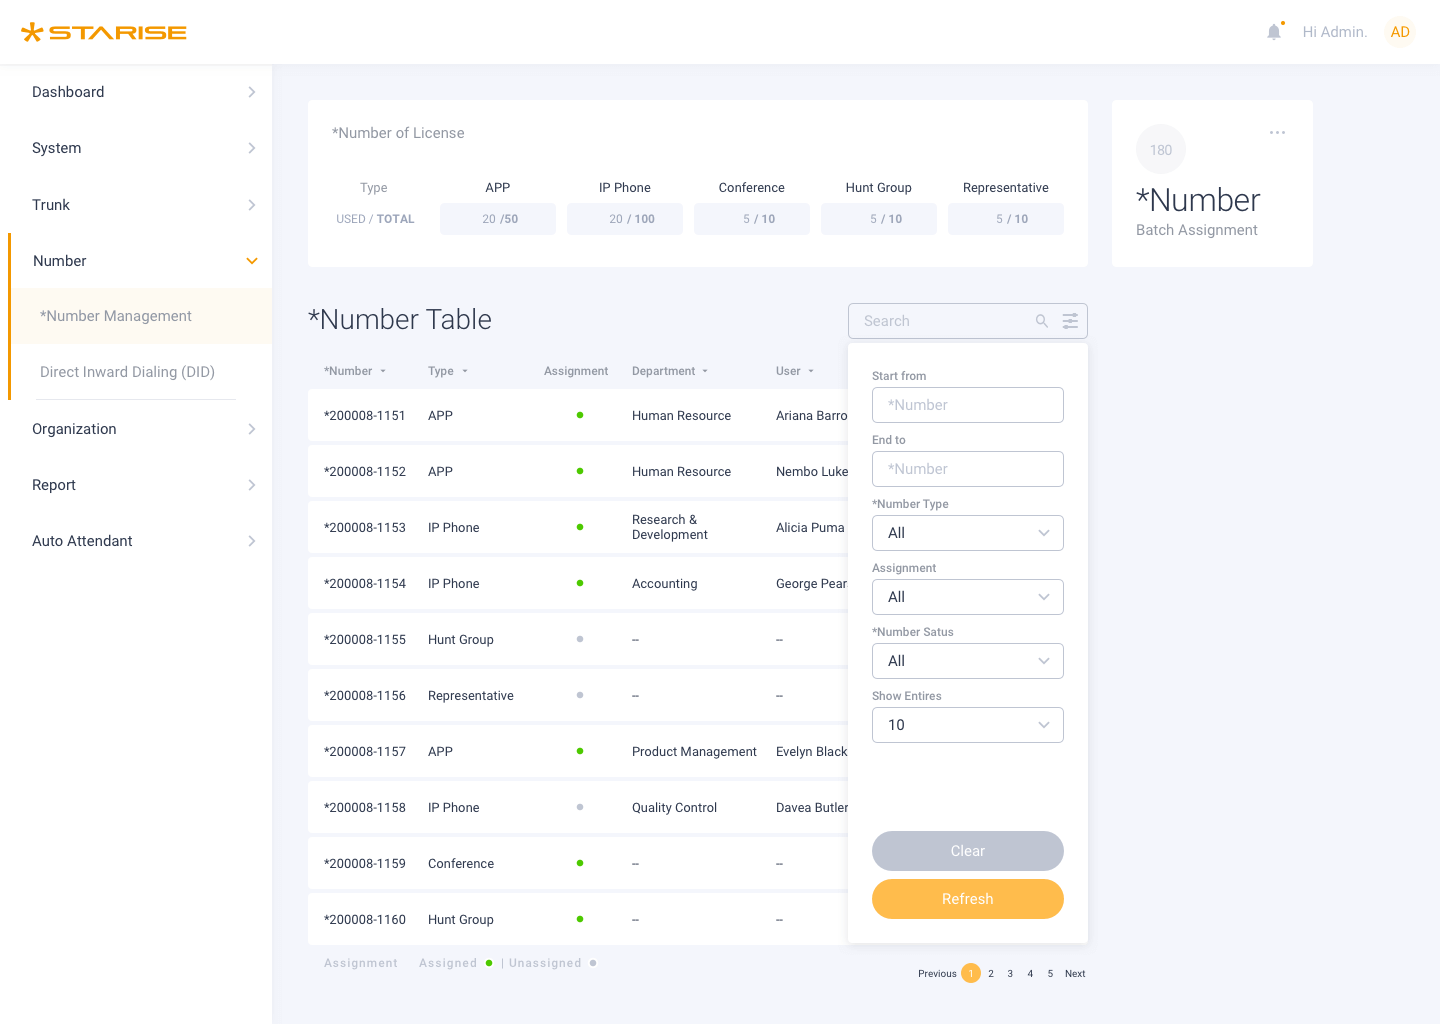 STARISE
Hi Admin.
AD
Dashboard
System
Trunk
Number
*Number Management
Direct Inward Dialing (DID)
Organization
Report
Auto Attendant
*Number of License
Type APP IP Phone Conference Hunt Group Representative
USED / TOTAL 20 /50 20 / 100 5 / 10 5 / 10 5 / 10
180
*Number
Batch Assignment
*Number Table
Search
*Number Type Assignment Department User
*200008-1151 APP Human Resource Ariana Barro
*200008-1152 APP Human Resource Nembo Luke
*200008-1153 IP Phone Research &
Development Alicia Puma
*200008-1154 IP Phone Accounting George Pear
*200008-1155 Hunt Group -- --
*200008-1156 Representative -- --
*200008-1157 APP Product Management Evelyn Black
*200008-1158 IP Phone Quality Control Davea Butler
*200008-1159 Conference -- --
*200008-1160 Hunt Group -- --
Assignment Assigned | Unassigned
Start from
*Number
End to
*Number
*Number Type
All
Assignment
All
*Number Satus
All
Show Entires
10
Clear
Refresh
Previous 1 2 3 4 5 Next